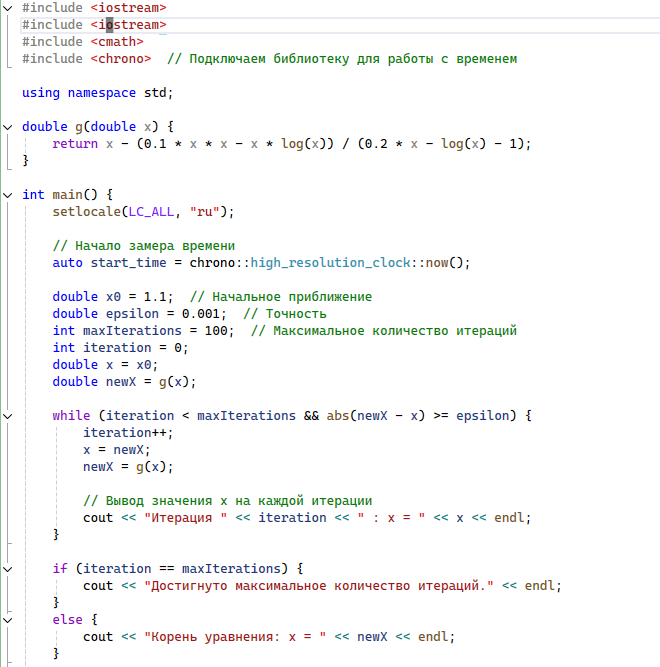 #include <iostream>
#include <iostream>
#include <cmath>
#include <chrono>  // Подключаем библиотеку для работы с временем

using namespace std;

double g(double x) {
    return x - (0.1 * x * x - x * log(x)) / (0.2 * x - log(x) - 1);
}

int main() {
    setlocale(LC_ALL, "ru");

    // Начало замера времени
    auto start_time = chrono::high_resolution_clock::now();

    double x0 = 1.1;  // Начальное приближение
    double epsilon = 0.001;  // Точность
    int maxIterations = 100;  // Максимальное количество итераций
    int iteration = 0;
    double x = x0;
    double newX = g(x);

    while (iteration < maxIterations && abs(newX - x) >= epsilon) {
        iteration++;
        x = newX;
        newX = g(x);

        // Вывод значения x на каждой итерации
        cout << "Итерация " << iteration << " : x = " << x << endl;
    }

    if (iteration == maxIterations) {
        cout << "Достигнуто максимальное количество итераций." << endl;
    }
    else {
        cout << "Корень уравнения: x = " << newX << endl;
    }